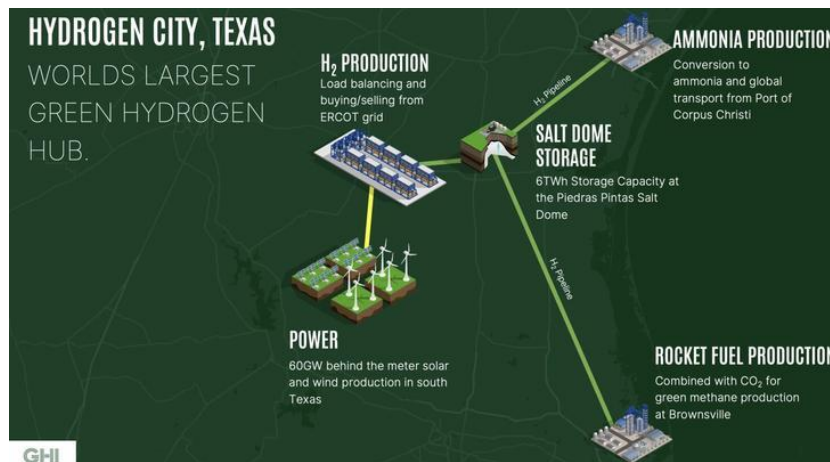 HYDROGEN CITY, TEXAS
WORLDS LARGEST
GREEN HYDROGEN
HUB.
H₂ PRODUCTION
Load balancing and
buying/selling from
ERCOT grid
AMMONIA PRODUCTION
Conversion to
ammonia and global
transport from Port of
Corpus Christi
H₂ Pipeline
SALT DOME
STORAGE
6TWh Storage Capacity at
the Piedras Pintas Salt
Dome
H₂ Pipeline
POWER
60GW behind the meter solar
and wind production in south
Texas
ROCKET FUEL PRODUCTION
Combined with CO₂ for
green methane production
at Brownsville
GHI